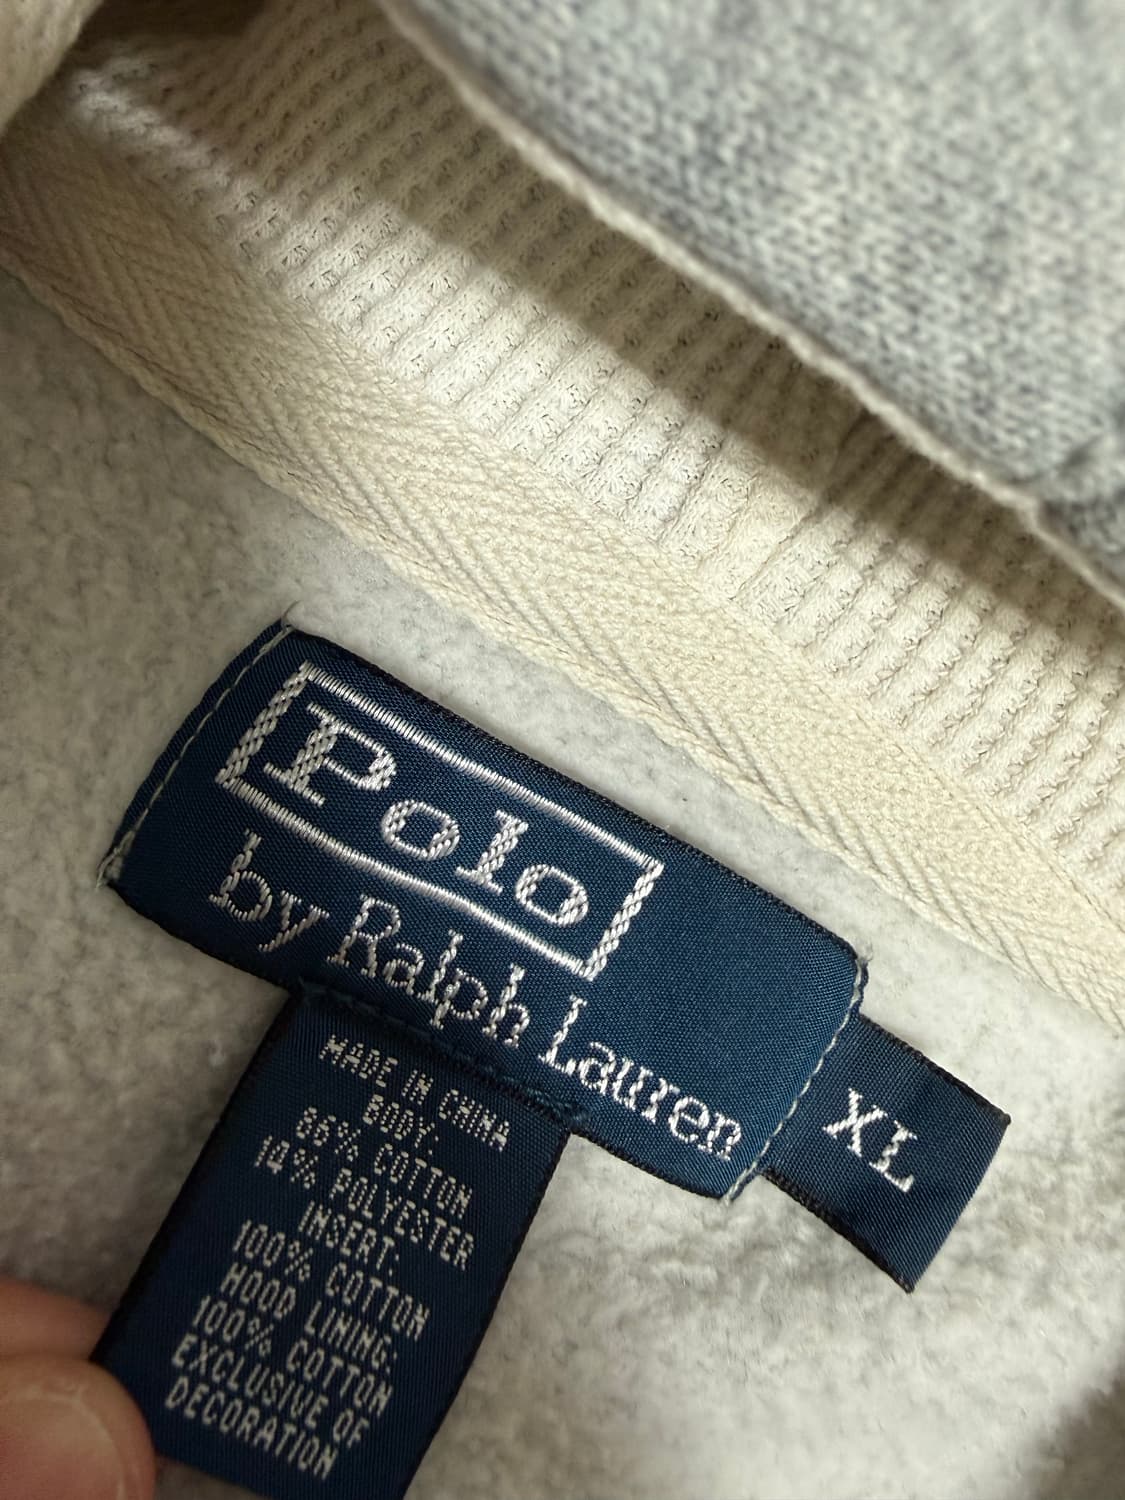 Polo
by Ralph Lauren
XL
MADE IN CHINA
BODY:
86% COTTON
14% POLYESTER
INSERT:
100% COTTON
HOOD LINING:
100% COTTON
EXCLUSIVE OF
DECORATION